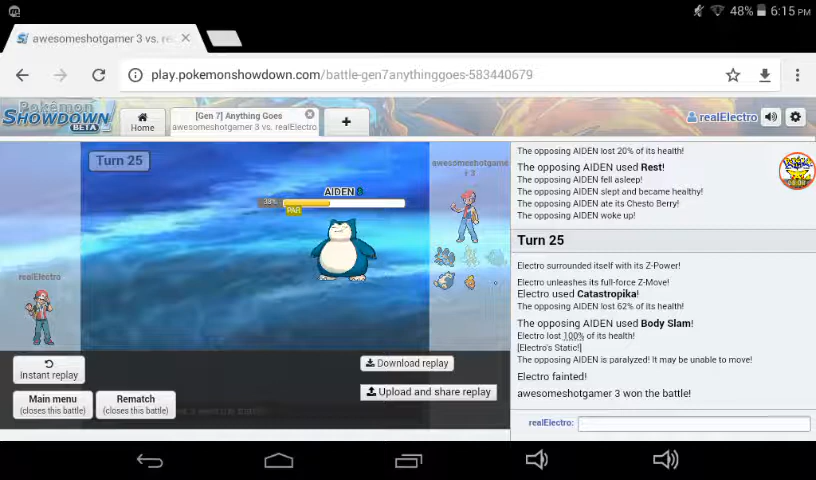 48% 6:15 PM
awesomeshotgamer 3 vs. re
play.pokemonshowdown.com/battle-gen7anythinggoes-583440679
Pokémon
SHOWDOWN
BETA
Home
[Gen 7] Anything Goes
awesomeshotgamer 3 vs. realElectro
realElectro
Turn 25
awesomeshotgame
r 3
AIDEN
38%
PAR
realElectro
Instant replay
Download replay
Upload and share replay
Main menu
(closes this battle)
Rematch
(closes this battle)
The opposing AIDEN lost 20% of its health!
The opposing AIDEN used Rest!
The opposing AIDEN fell asleep!
The opposing AIDEN slept and became healthy!
The opposing AIDEN ate its Chesto Berry!
The opposing AIDEN woke up!
Turn 25
Electro surrounded itself with its Z-Power!
Electro unleashes its full-force Z-Move!
Electro used Catastropika!
The opposing AIDEN lost 62% of its health!
The opposing AIDEN used Body Slam!
Electro lost 100% of its health!
[Electro's Static!]
The opposing AIDEN is paralyzed! It may be unable to move!
Electro fainted!
awesomeshotgamer 3 won the battle!
realElectro: